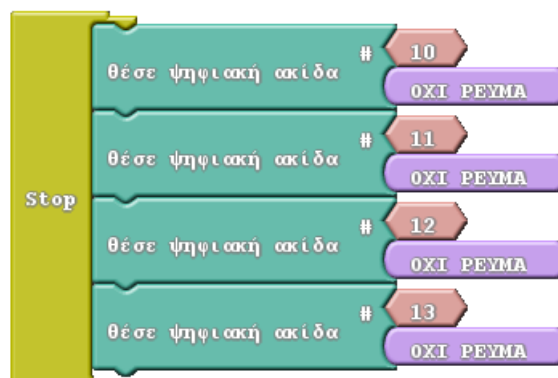 # 10
θέσε ψηφιακή ακίδα
ΟΧΙ ΡΕΥΜΑ
# 11
θέσε ψηφιακή ακίδα
ΟΧΙ ΡΕΥΜΑ
Stop
# 12
θέσε ψηφιακή ακίδα
ΟΧΙ ΡΕΥΜΑ
# 13
θέσε ψηφιακή ακίδα
ΟΧΙ ΡΕΥΜΑ